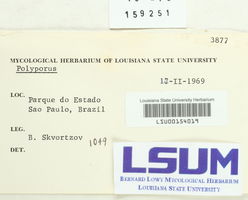 159251
3877
MYCOLOGICAL HERBARIUM OF LOUISIANA STATE UNIVERSITY
Polyporus
12-II-1969
LOC.
Parque do Estado
Sao Paulo, Brazil
Louisiana State University Herbarium
LSU00154019
LEG.
B. Skvortzov
1049
DET.
LSUM
BERNARD LOWY MYCOLOGICAL HERBARIUM
LOUISIANA STATE UNIVERSITY